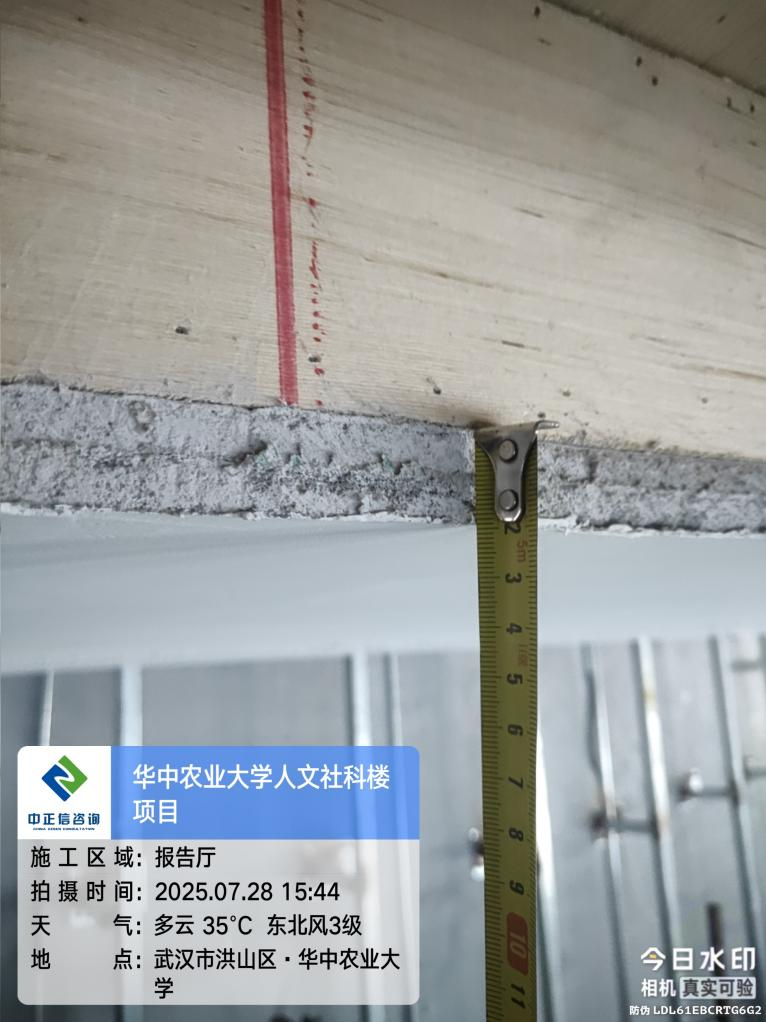 2
5m
3
4
5
6
7
8
9
10
11
中正信咨询
华中农业大学人文社科楼
项目
施工区域：报告厅
拍摄时间：2025.07.28 15:44
天气：多云 35°C 东北风3级
地点：武汉市洪山区·华中农业大
学
今日水印
相机 真实可验
防伪 LDL61EBCRTG6G2